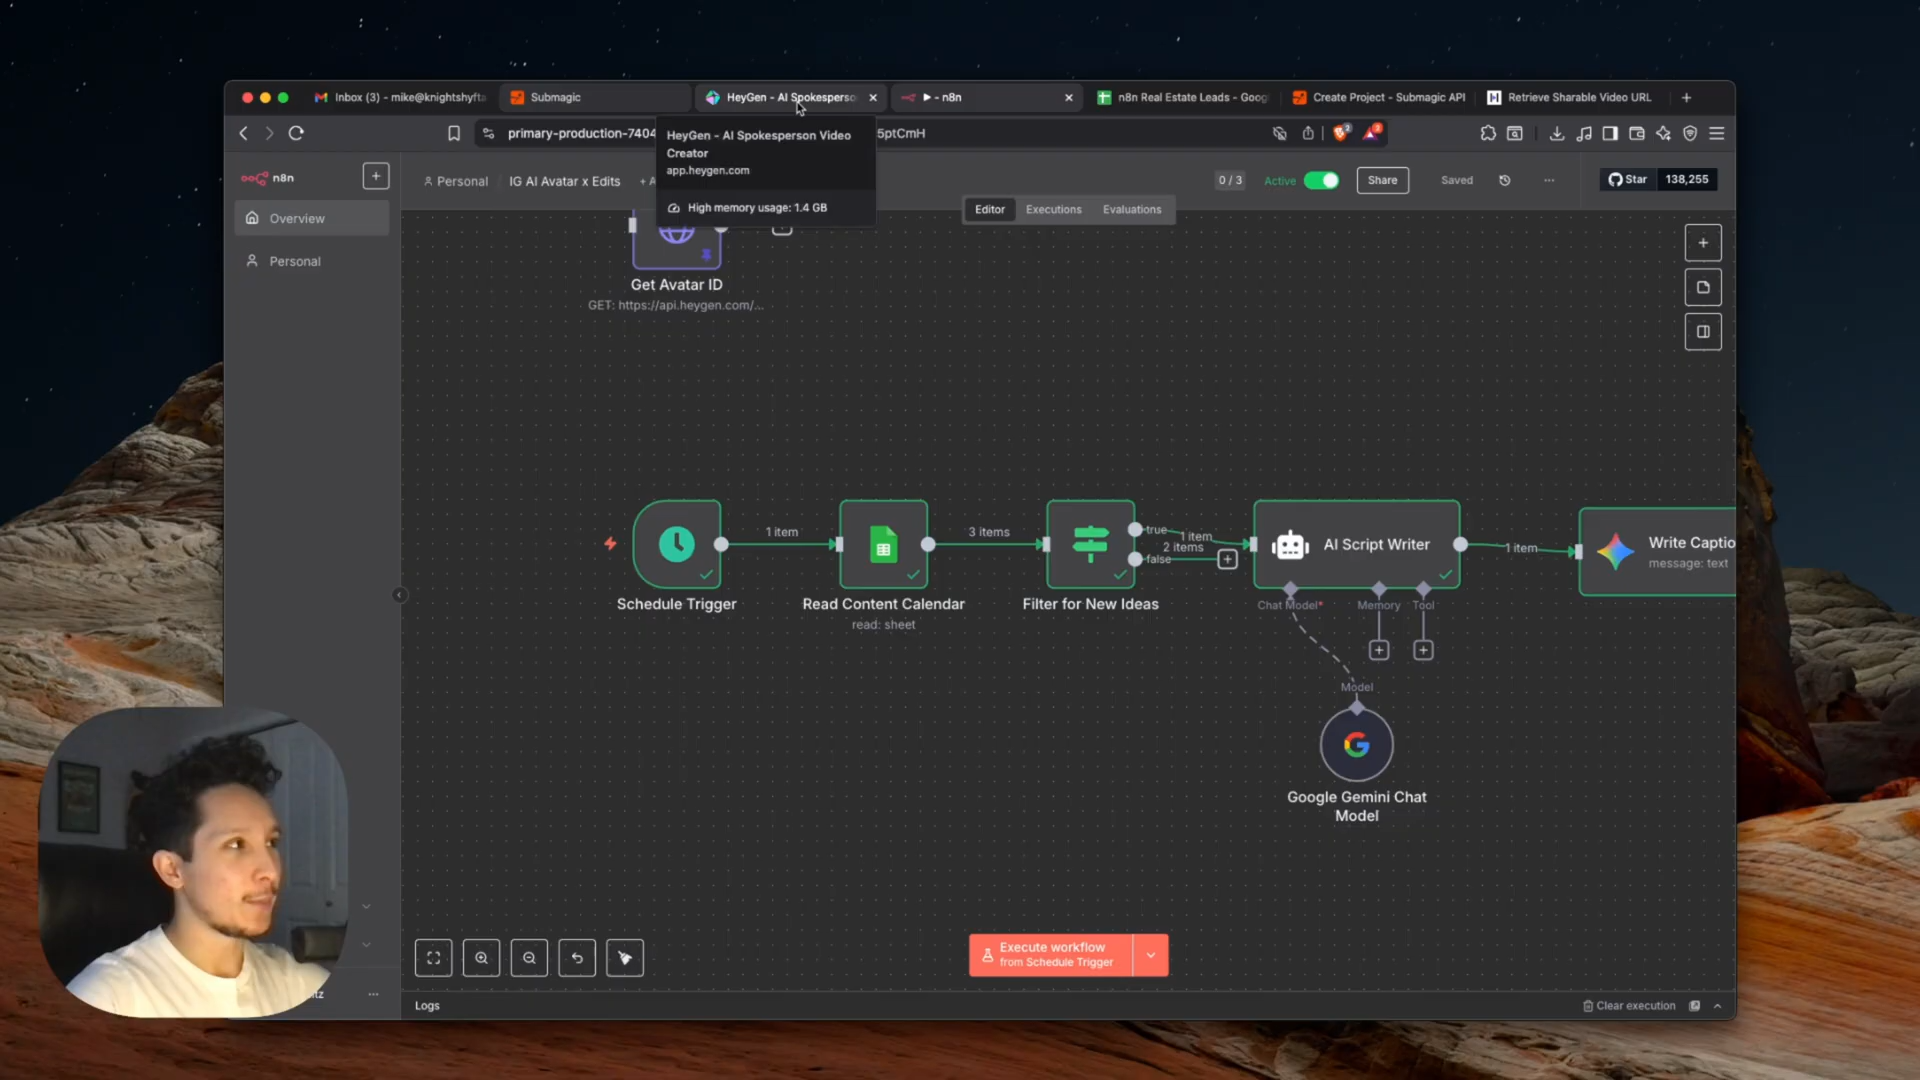 Inbox (3) - mike@knightshyfta
Submagic
HeyGen - AI Spokesperso
▶ - n8n
n8n Real Estate Leads - Goog
Create Project - Submagic API
Retrieve Sharable Video URL
primary-production-7404
5ptCmH
2
HeyGen - AI Spokesperson Video
Creator
app.heygen.com
High memory usage: 1.4 GB
n8n
Personal
IG AI Avatar x Edits
+ A
0 / 3
Active
Share
Saved
Star
138,255
Editor
Executions
Evaluations
Overview
Personal
Get Avatar ID
GET: https://api.heygen.com/...
1 item
3 items
true
1 item
2 items
false
AI Script Writer
1 item
Write Captio
message: text
Schedule Trigger
Read Content Calendar
read: sheet
Filter for New Ideas
Chat Model*
Memory
Tool
Model
Google Gemini Chat
Model
Execute workflow
from Schedule Trigger
tz
Logs
Clear execution